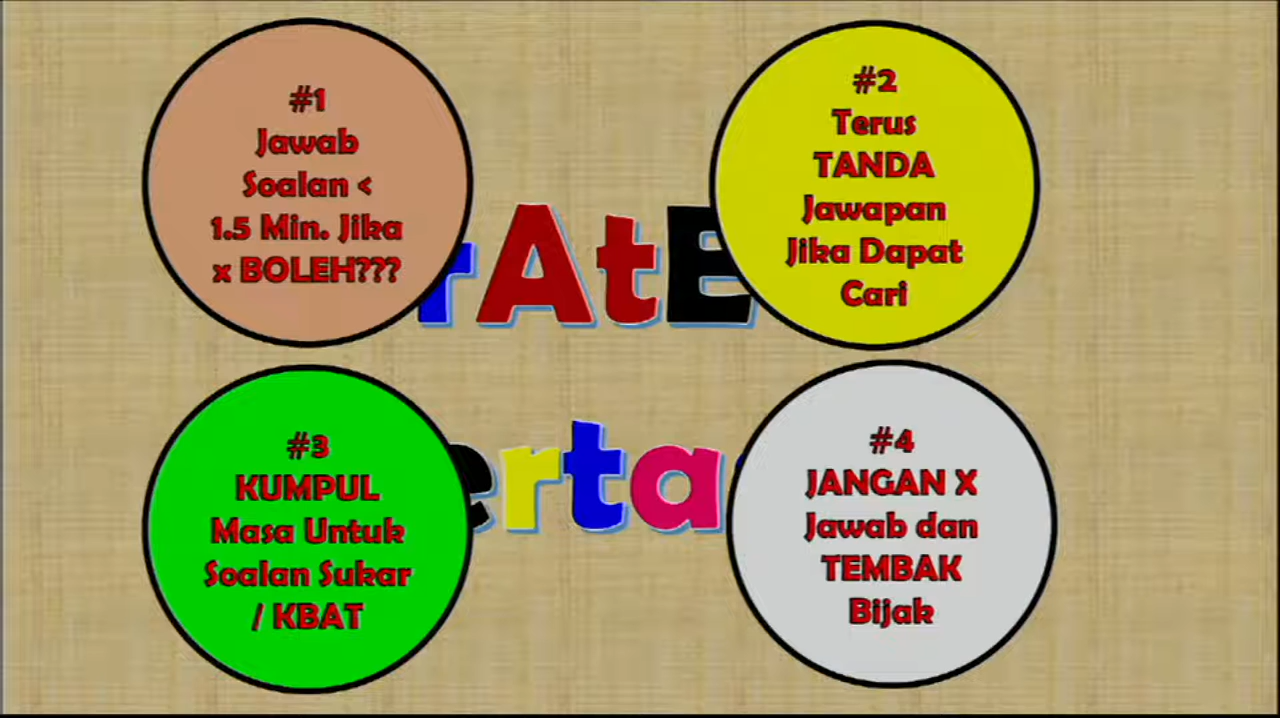 #1
Jawab
Soalan <
1.5 Min. Jika
x BOLEH???
#2
Terus
TANDA
Jawapan
Jika Dapat
Cari
#3
KUMPUL
Masa Untuk
Soalan Sukar
/ KBAT
#4
JANGAN X
Jawab dan
TEMBAK
Bijak